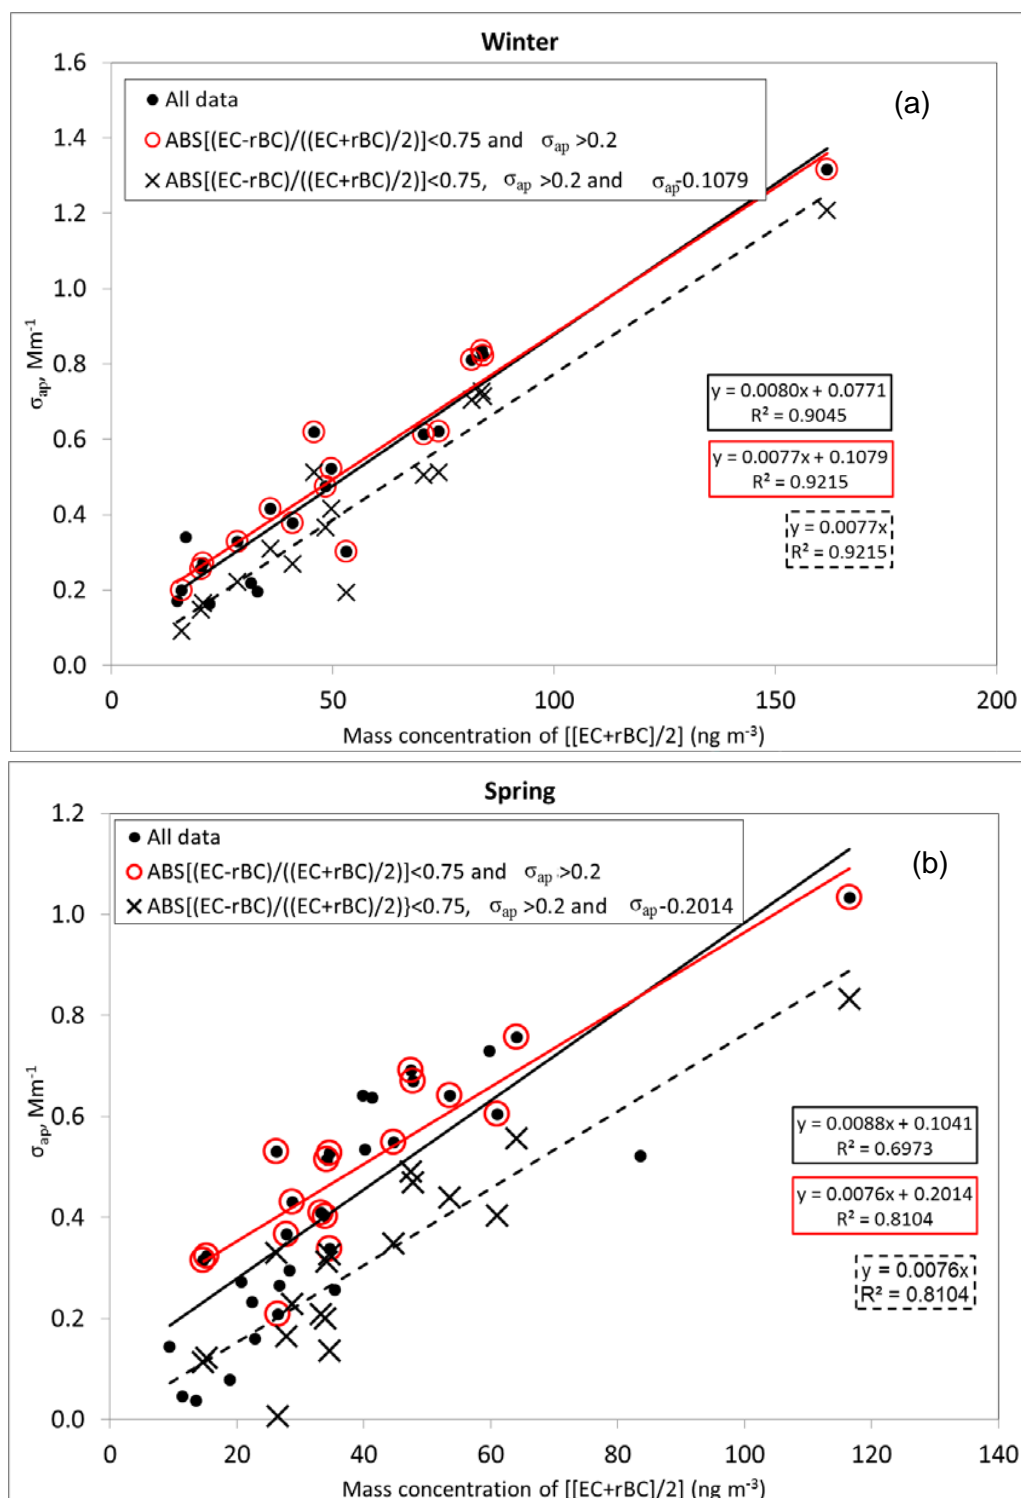 Winter
(a)
● All data
ABS[(EC-rBC)/((EC+rBC)/2)]<0.75 and σap >0.2
× ABS[(EC-rBC)/((EC+rBC)/2)]<0.75, σap >0.2 and σap-0.1079
1.6
1.4
1.2
1.0
0.8
0.6
0.4
0.2
0.0
σap, Mm-1
y = 0.0080x + 0.0771
R² = 0.9045
y = 0.0077x + 0.1079
R² = 0.9215
y = 0.0077x
R² = 0.9215
0 50 100 150 200
Mass concentration of [[EC+rBC]/2] (ng m-3)
Spring
(b)
● All data
ABS[(EC-rBC)/((EC+rBC)/2)]<0.75 and σap >0.2
× ABS[(EC-rBC)/((EC+rBC)/2)}<0.75, σap >0.2 and σap-0.2014
1.2
1.0
0.8
0.6
0.4
0.2
0.0
σap, Mm-1
y = 0.0088x + 0.1041
R² = 0.6973
y = 0.0076x + 0.2014
R² = 0.8104
y = 0.0076x
R² = 0.8104
0 20 40 60 80 100 120 140
Mass concentration of [[EC+rBC]/2] (ng m-3)